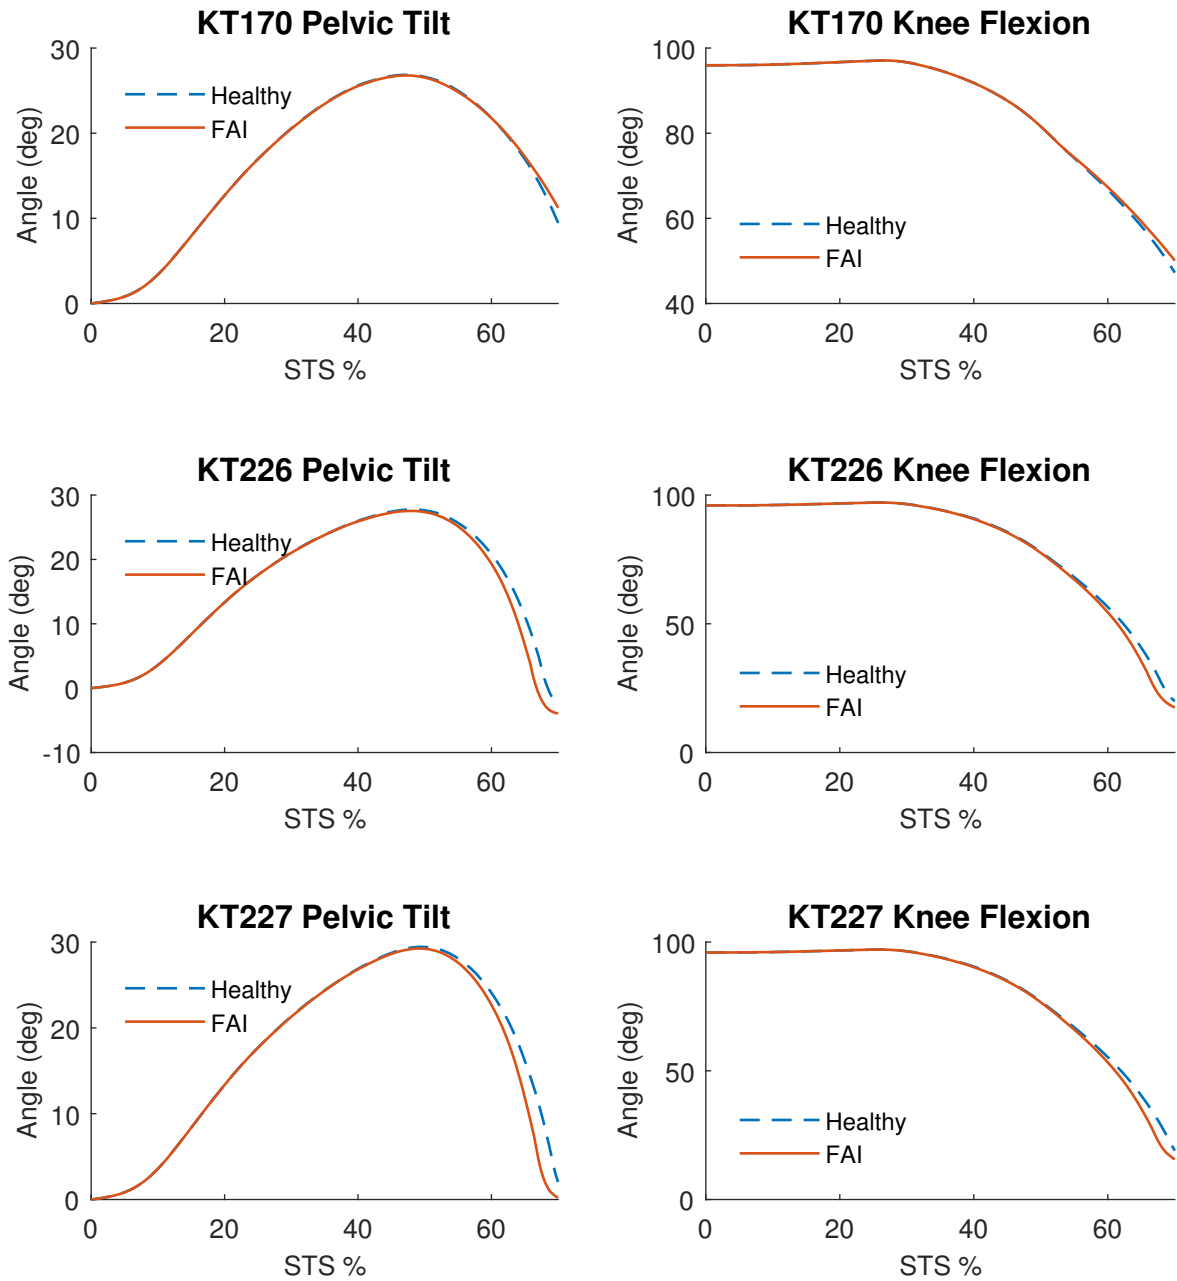 KT170 Pelvic Tilt
30
20
10
0
0
20
40
60
Angle (deg)
STS %
Healthy
FAI
KT170 Knee Flexion
100
80
60
40
0
20
40
60
Angle (deg)
STS %
Healthy
FAI
KT226 Pelvic Tilt
30
20
10
0
-10
0
20
40
60
Angle (deg)
STS %
Healthy
FAI
KT226 Knee Flexion
100
50
0
0
20
40
60
Angle (deg)
STS %
Healthy
FAI
KT227 Pelvic Tilt
30
20
10
0
0
20
40
60
Angle (deg)
STS %
Healthy
FAI
KT227 Knee Flexion
100
50
0
0
20
40
60
Angle (deg)
STS %
Healthy
FAI